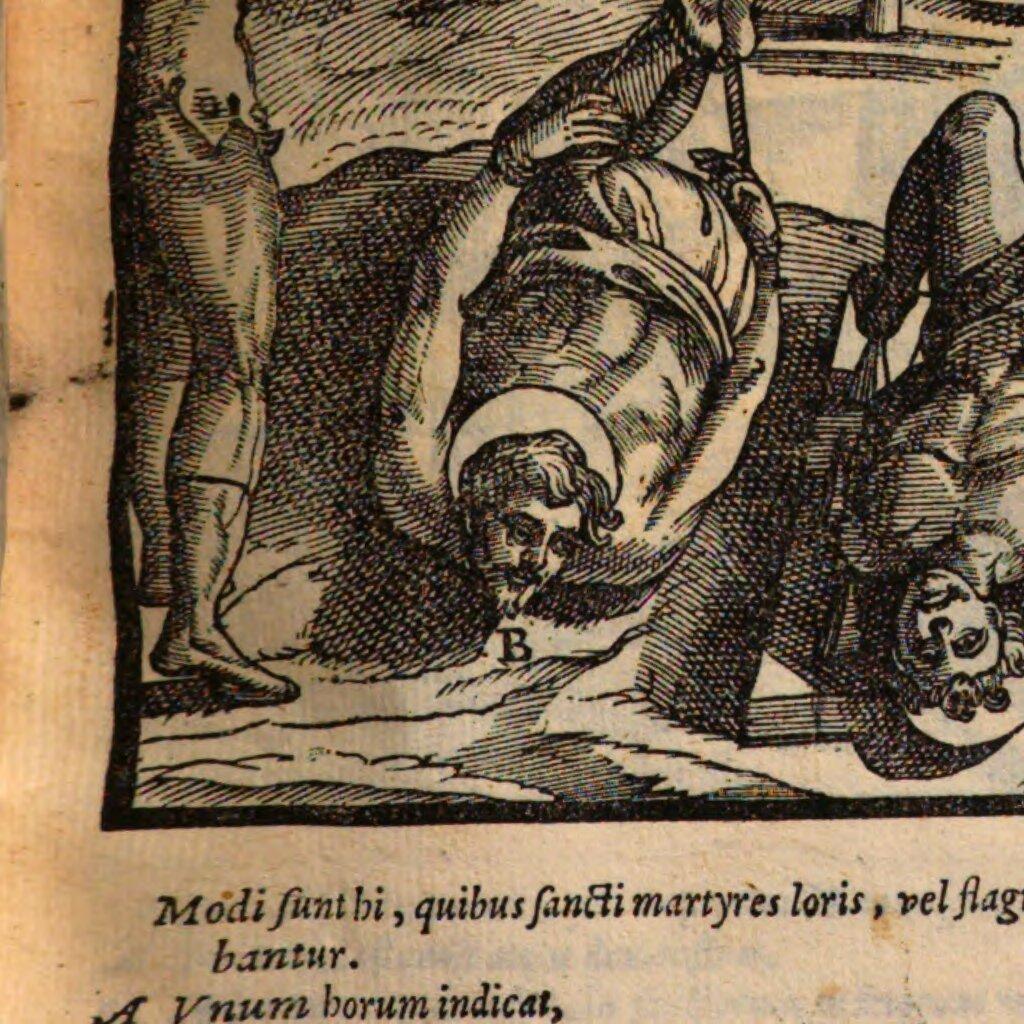 B
Modi ſunt hi, quibus ſancti martyres loris, vel flag
bantur.
A Vnum horum indicat,